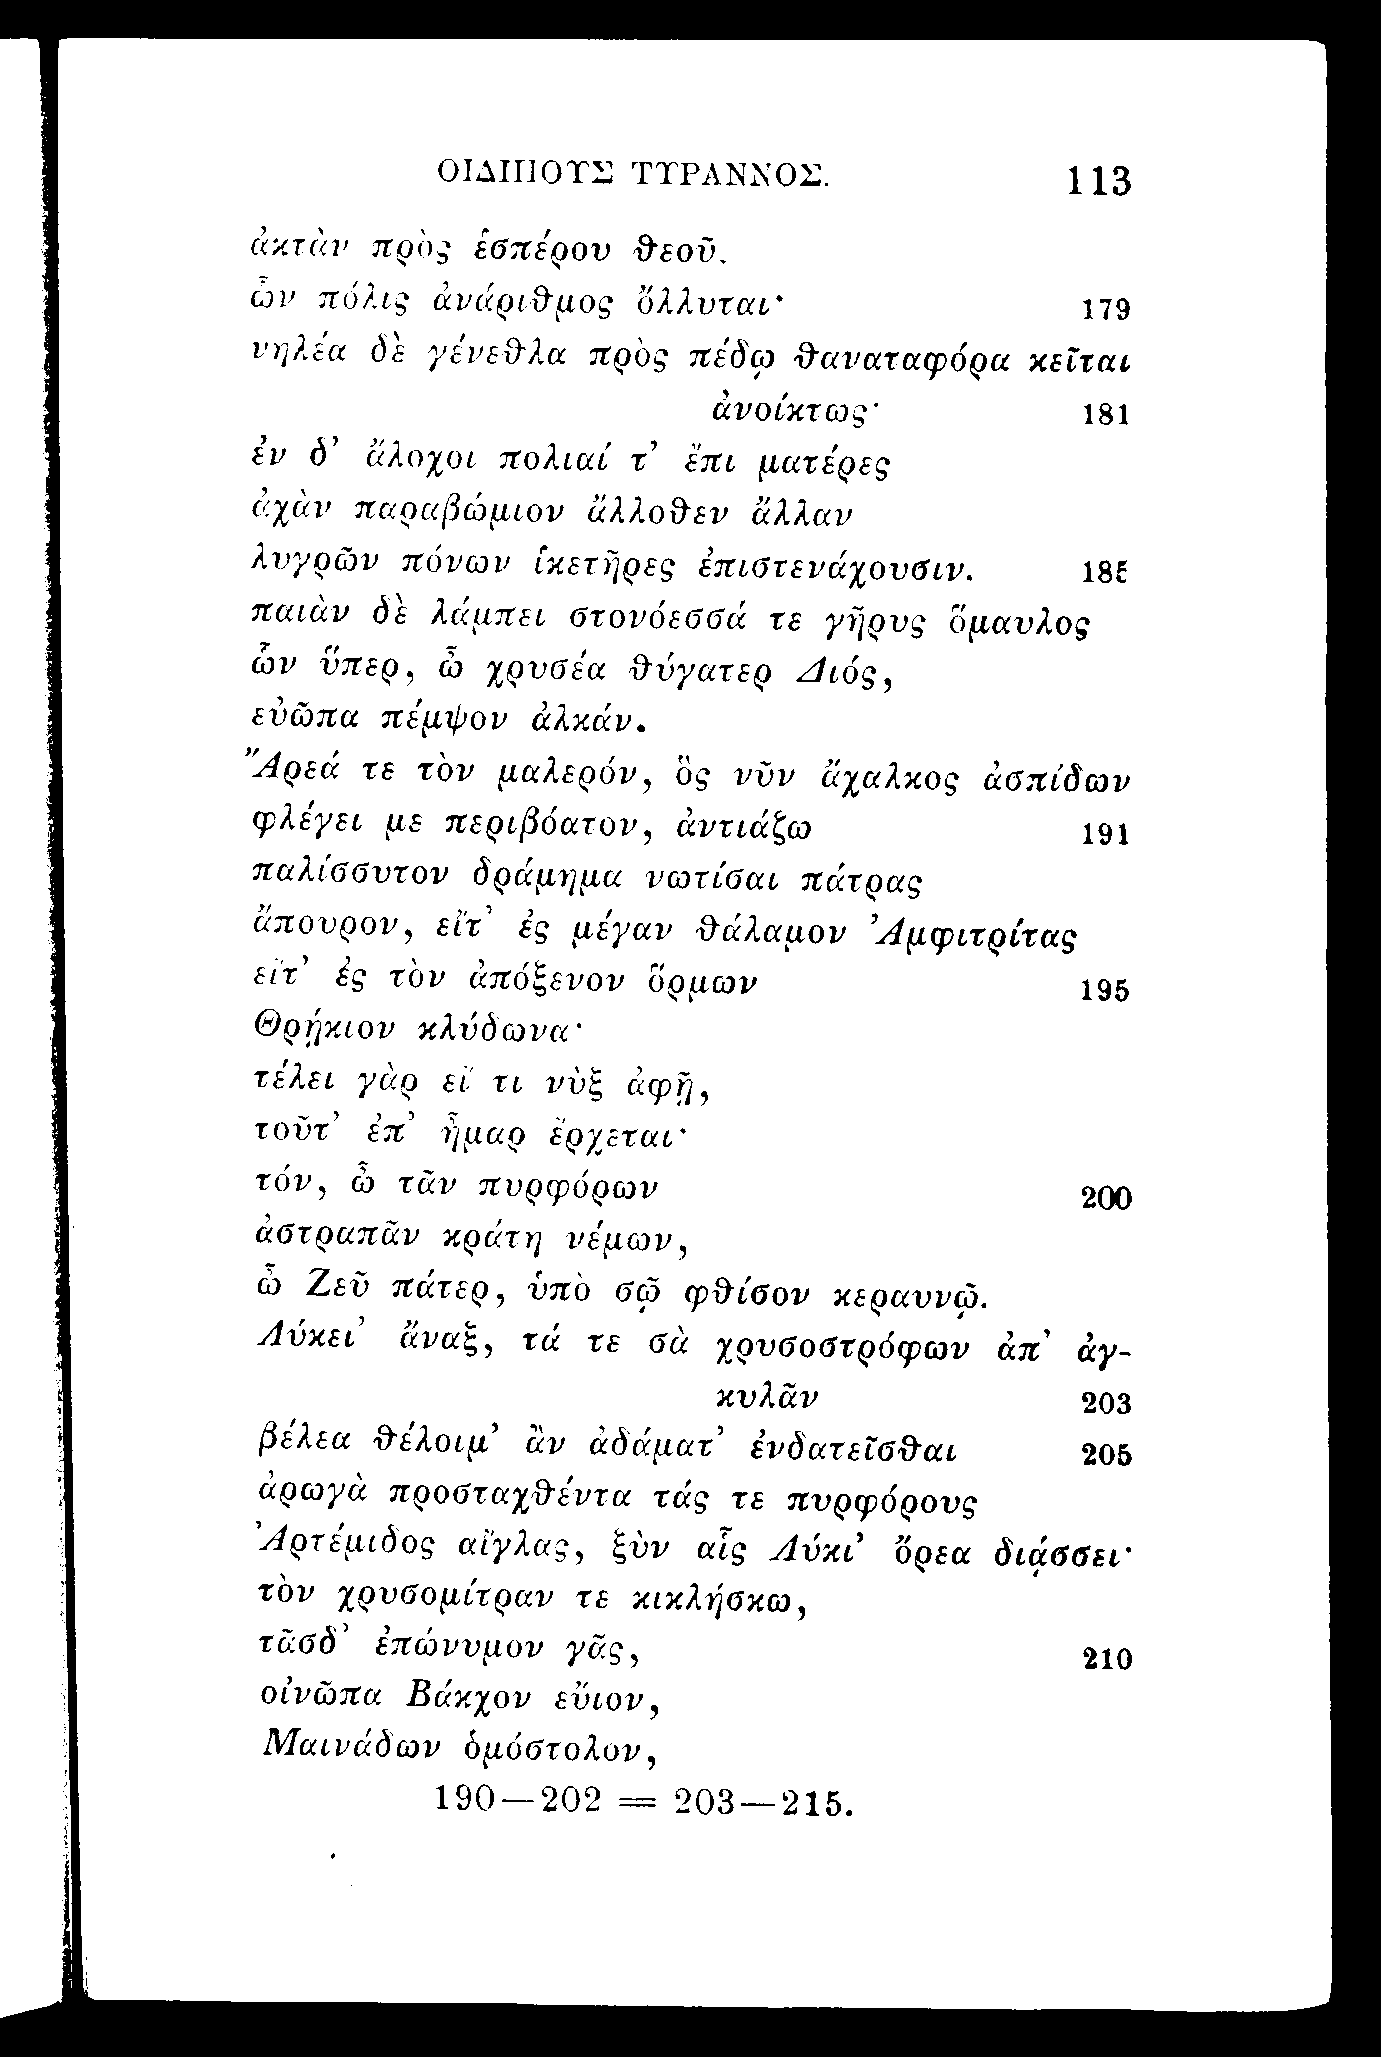 ΟΙΔΙΠΟΥΣ ΤΥΡΑΝΝΟΣ. 113
ἀκτὰν πρὸς ἑσπέρου θεοῦ.
ὧν πόλις ἀνάριθμος ὄλλυται· 179
νηλέα δὲ γένεθλα πρὸς πέδῳ θαναταφόρα κεῖται
ἀνοίκτως· 181
ἐν δ’ ἄλοχοι πολιαί τ’ ἔπι ματέρες
ἀχὰν παραβώμιον ἄλλοθεν ἄλλαν
λυγρῶν πόνων ἱκετῆρες ἐπιστενάχουσιν. 185
παιὰν δὲ λάμπει στονόεσσά τε γῆρυς ὅμαυλος
ὧν ὕπερ, ὦ χρυσέα θύγατερ Διός,
εὐῶπα πέμψον ἀλκάν.
Ἄρεά τε τὸν μαλερόν, ὃς νῦν ἄχαλκος ἀσπίδων
φλέγει με περιβόατον, ἀντιάζω 191
παλίσσυτον δράμημα νωτίσαι πάτρας
ἄπουρον, εἴτ’ ἐς μέγαν θάλαμον Ἀμφιτρίτας
εἴτ’ ἐς τὸν ἀπόξενον ὅρμων 195
Θρῄκιον κλύδωνα·
τέλει γὰρ εἴ τι νὺξ ἀφῇ,
τοῦτ’ ἐπ’ ἦμαρ ἔρχεται·
τόν, ὦ τᾶν πυρφόρων 200
ἀστραπᾶν κράτη νέμων,
ὦ Ζεῦ πάτερ, ὑπὸ σῷ φθίσον κεραυνῷ.
Λύκει’ ἄναξ, τά τε σὰ χρυσοστρόφων ἀπ’ ἀγ-
κυλᾶν 203
βέλεα θέλοιμ’ ἂν ἀδάματ’ ἐνδατεῖσθαι 205
ἀρωγὰ προσταχθέντα τάς τε πυρφόρους
Ἀρτέμιδος αἴγλας, ξὺν αἷς Λύκι’ ὄρεα διᾴσσει·
τὸν χρυσομίτραν τε κικλήσκω,
τᾶσδ’ ἐπώνυμον γᾶς, 210
οἰνῶπα Βάκχον εὔιον,
Μαινάδων ὁμόστολον,
190—202 = 203—215.